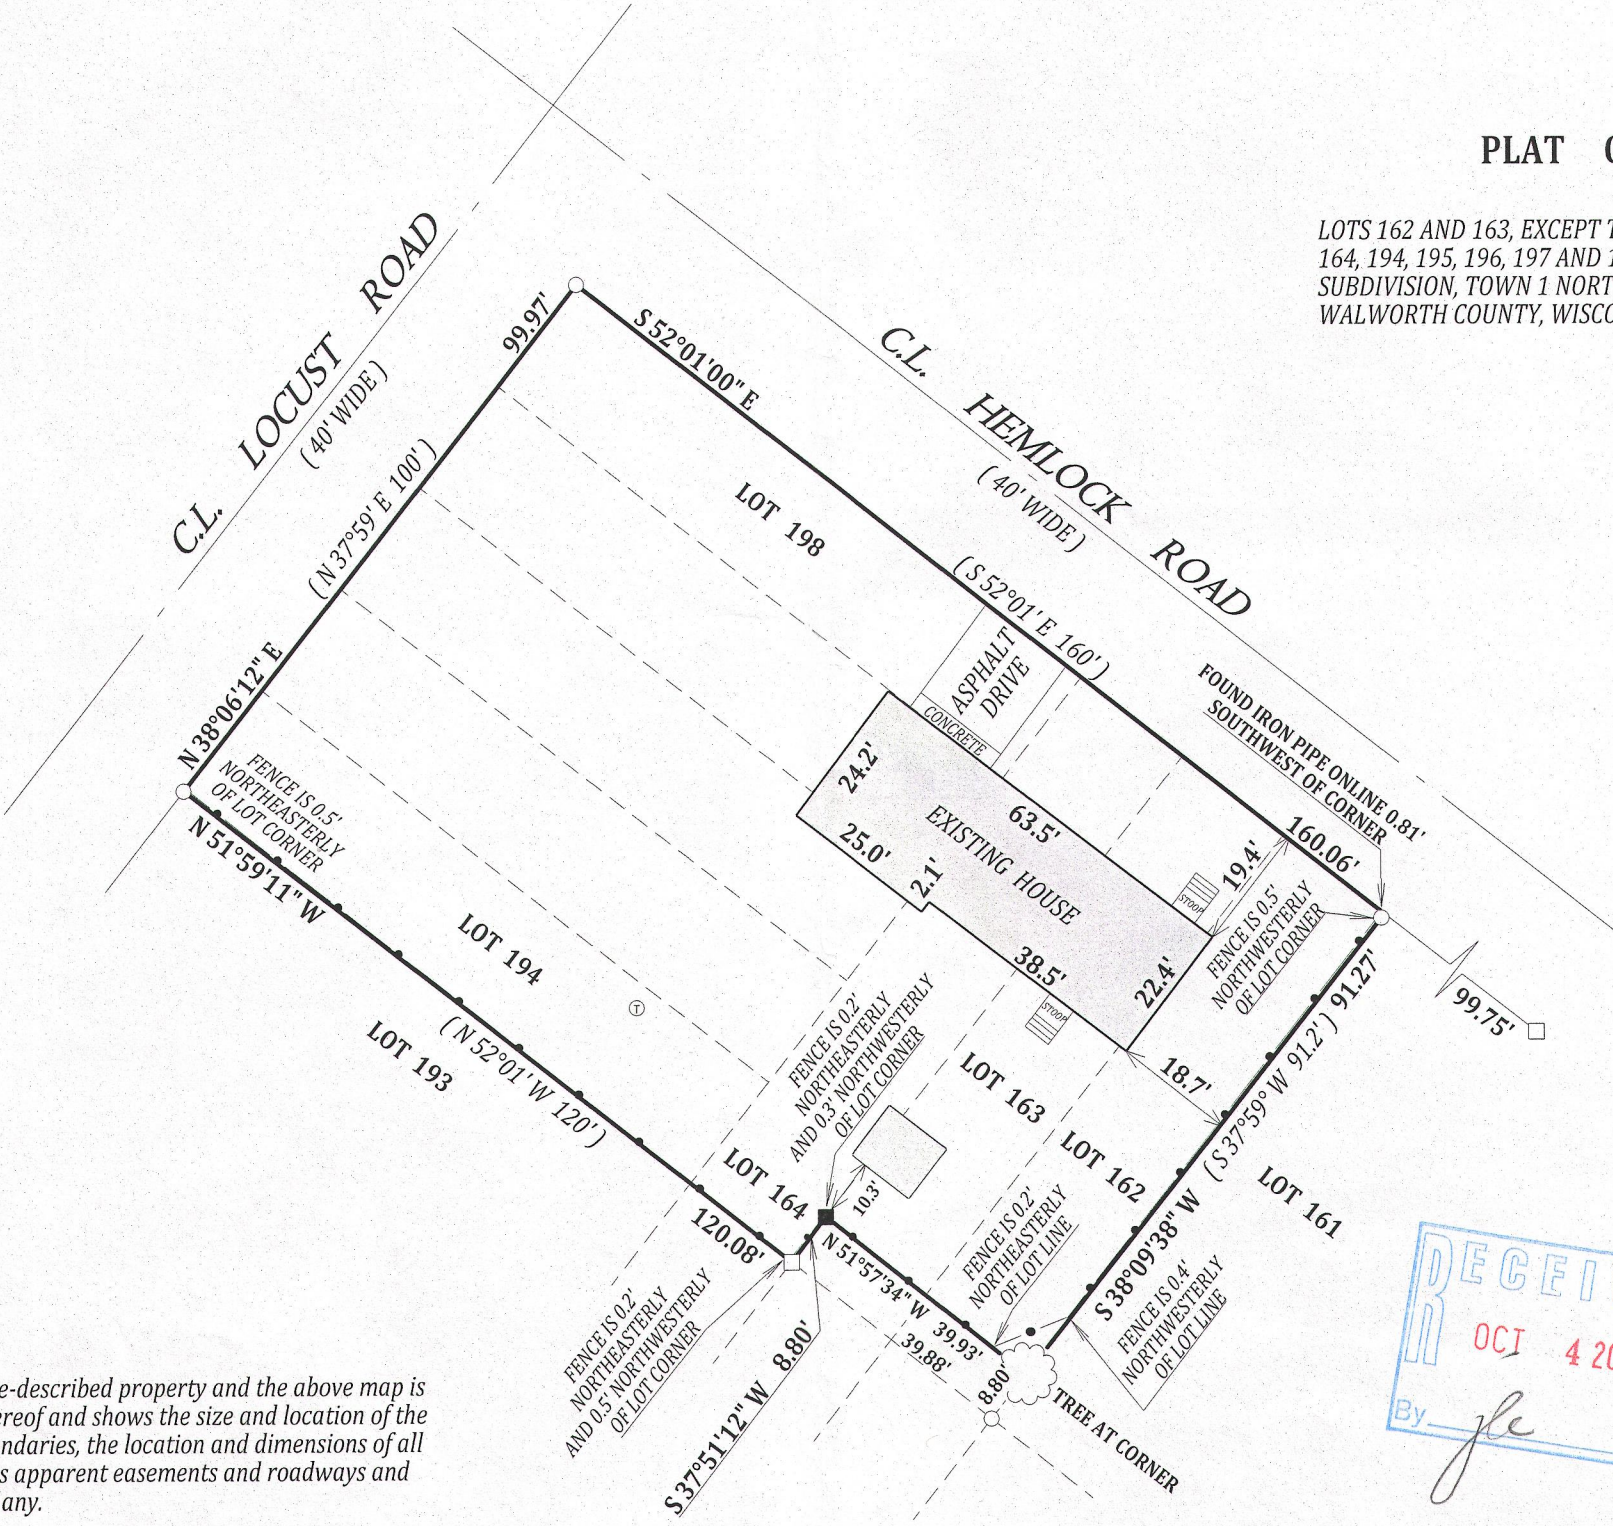 PLAT
LOTS 162 AND 163, EXCEPT
164, 194, 195, 196, 197 AND
SUBDIVISION, TOWN 1
WALWORTH COUNTY,
C.L. LOCUST ROAD
( 40' WIDE )
99.97'
( N 37°59' E 100' )
N 38°06'12" E
S 52°01'00" E
C.L. HEMLOCK ROAD
( 40' WIDE )
LOT 198
( S 52°01' E 160' )
ASPHALT
DRIVE
CONCRETE
FOUND IRON PIPE ONLINE 0.81'
SOUTHWEST OF CORNER
160.06'
24.2'
EXISTING HOUSE
63.5'
25.0'
2.1'
38.5'
22.4'
19.4'
STOOP
STOOP
FENCE IS 0.5'
NORTHWESTERLY
OF LOT CORNER
91.27'
99.75'
FENCE IS 0.5'
NORTHEASTERLY
OF LOT CORNER
N 51°59'11" W
LOT 194
T
LOT 193
( N 52°01' W 120' )
FENCE IS 0.2'
NORTHEASTERLY
AND 0.3' NORTHWESTERLY
OF LOT CORNER
LOT 163
18.7'
( S 37°59' W 91.2' )
LOT 162
LOT 161
LOT 164
10.3'
120.08'
N 51°57'34" W 39.93'
39.88'
FENCE IS 0.2'
NORTHEASTERLY
OF LOT LINE
S 38°09'38" W
FENCE IS 0.4'
NORTHWESTERLY
OF LOT LINE
FENCE IS 0.2'
NORTHEASTERLY
AND 0.5' NORTHWESTERLY
OF LOT CORNER
S 37°51'12" W 8.80'
8.80'
TREE AT CORNER
OCT 4
By
e-described property and the above map is
ereof and shows the size and location of the
ndaries, the location and dimensions of all
s apparent easements and roadways and
any.